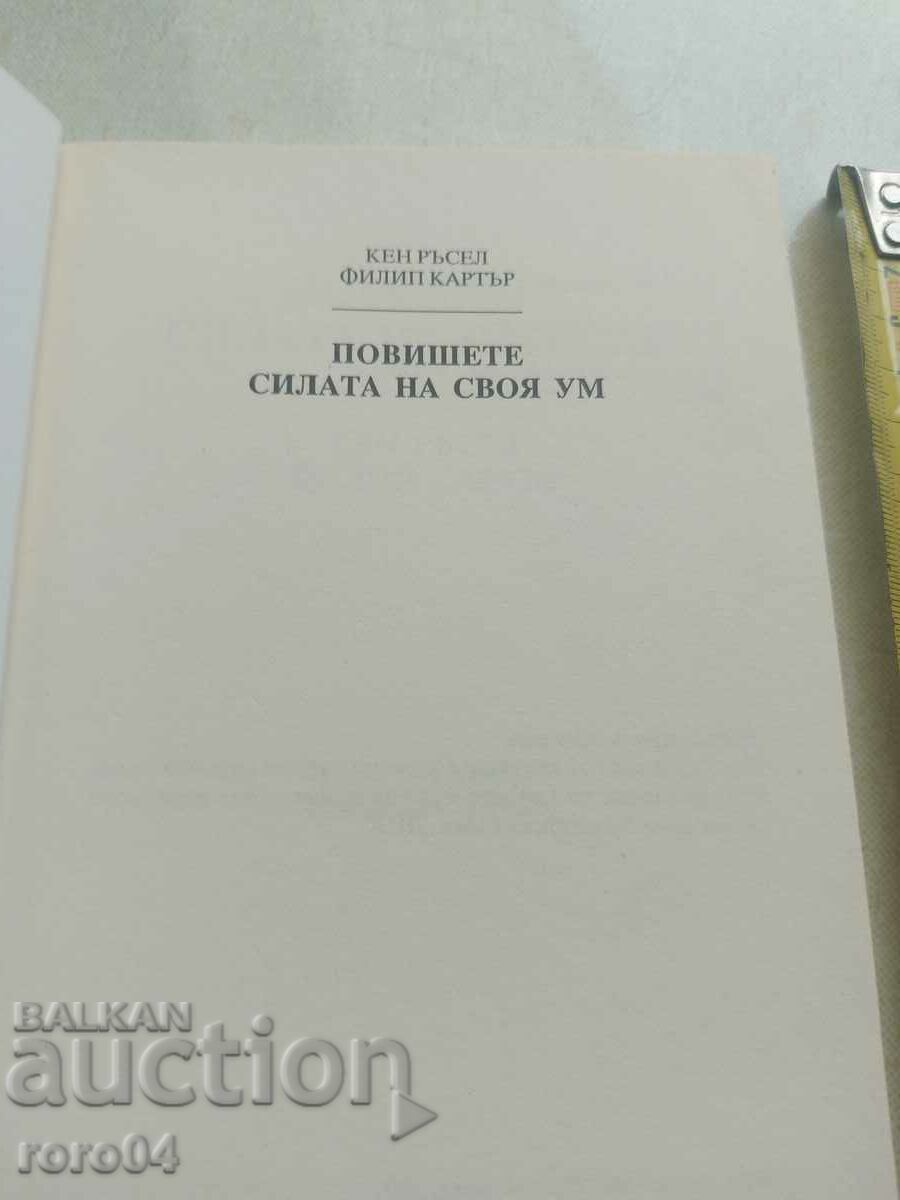 КЕН РЪСЕЛ
ФИЛИП КАРТЪР
ПОВИШЕТЕ
СИЛАТА НА СВОЯ УМ
BALKAN
auction
roro04